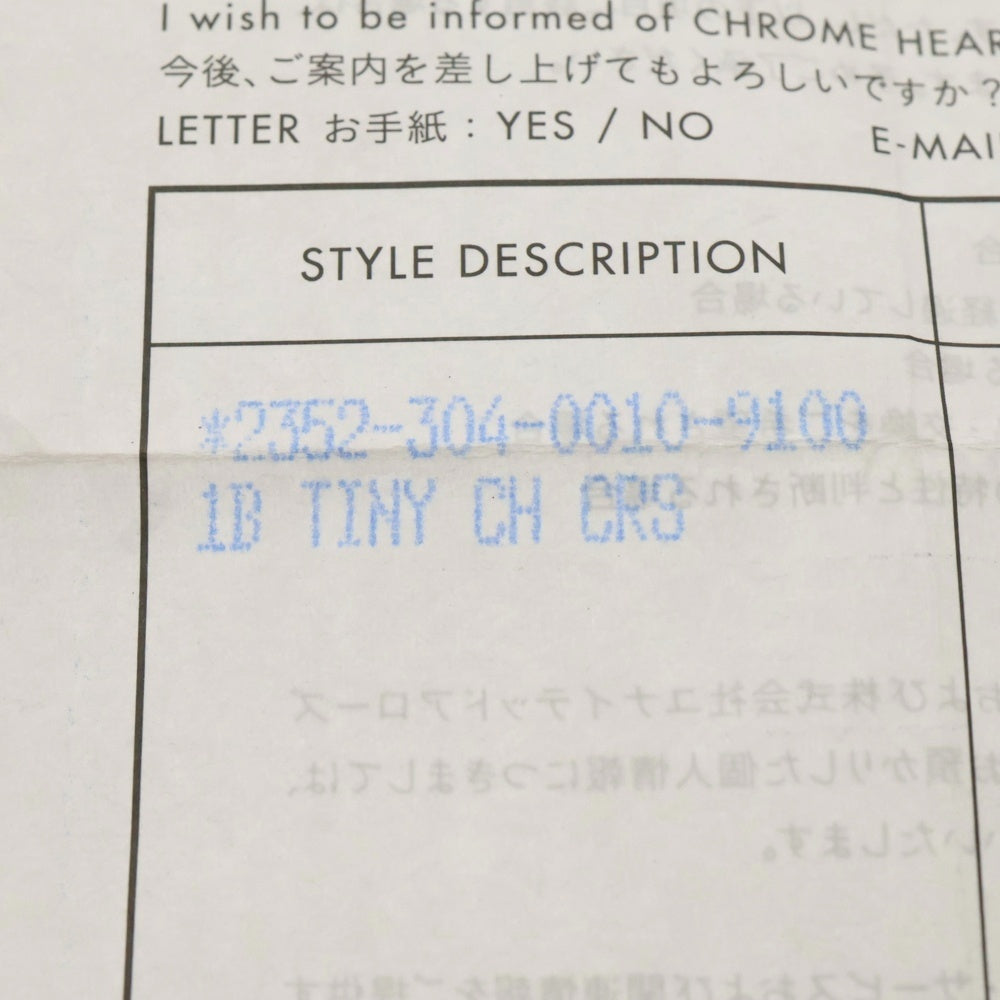 I wish to be informed of CHROME HEAR
今後、ご案内を差し上げてもよろしいですか？
LETTER お手紙 : YES / NO E-MAI
STYLE DESCRIPTION
*2352-304-0010-9100
1B TINY CH CRS